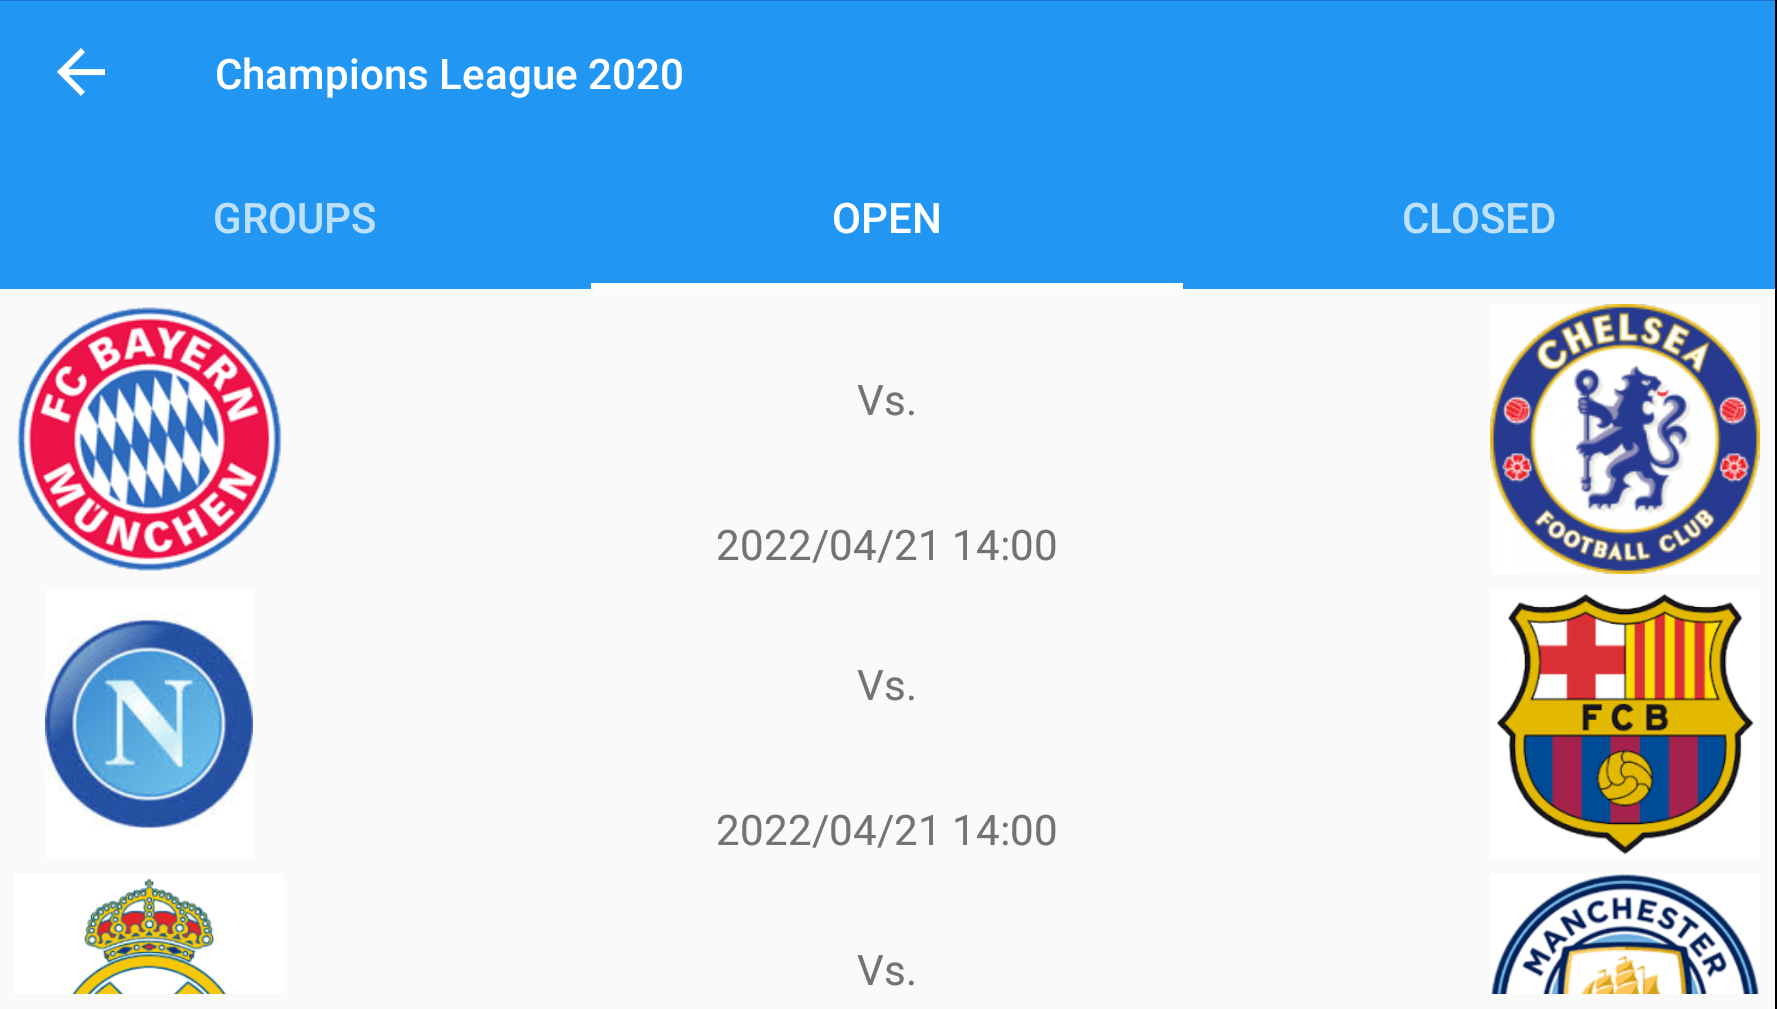 Champions League 2020
GROUPS
OPEN
CLOSED
FC BAYERN
MÜNCHEN
Vs.
2022/04/21 14:00
CHELSEA
FOOTBALL CLUB
N
Vs.
2022/04/21 14:00
FCB
Vs.
MANCHESTER